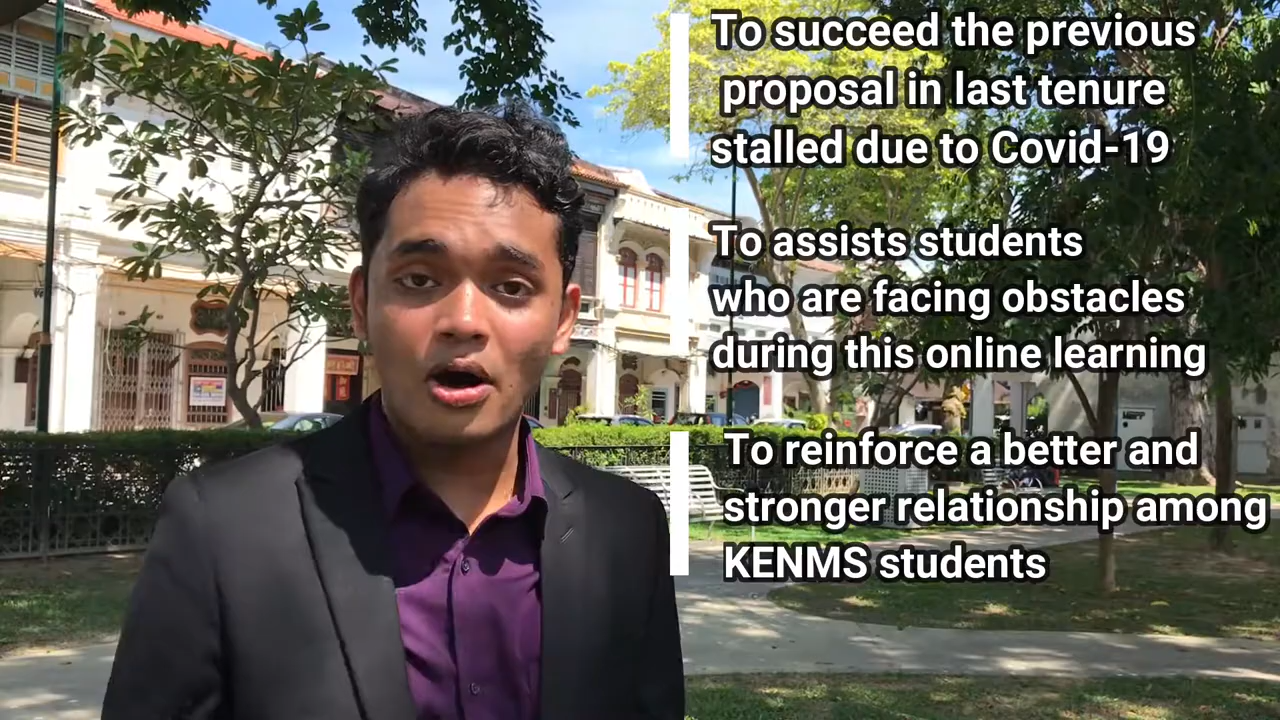 To succeed the previous
proposal in last tenure
stalled due to Covid-19
To assists students
who are facing obstacles
during this online learning
To reinforce a better and
stronger relationship among
KENMS students